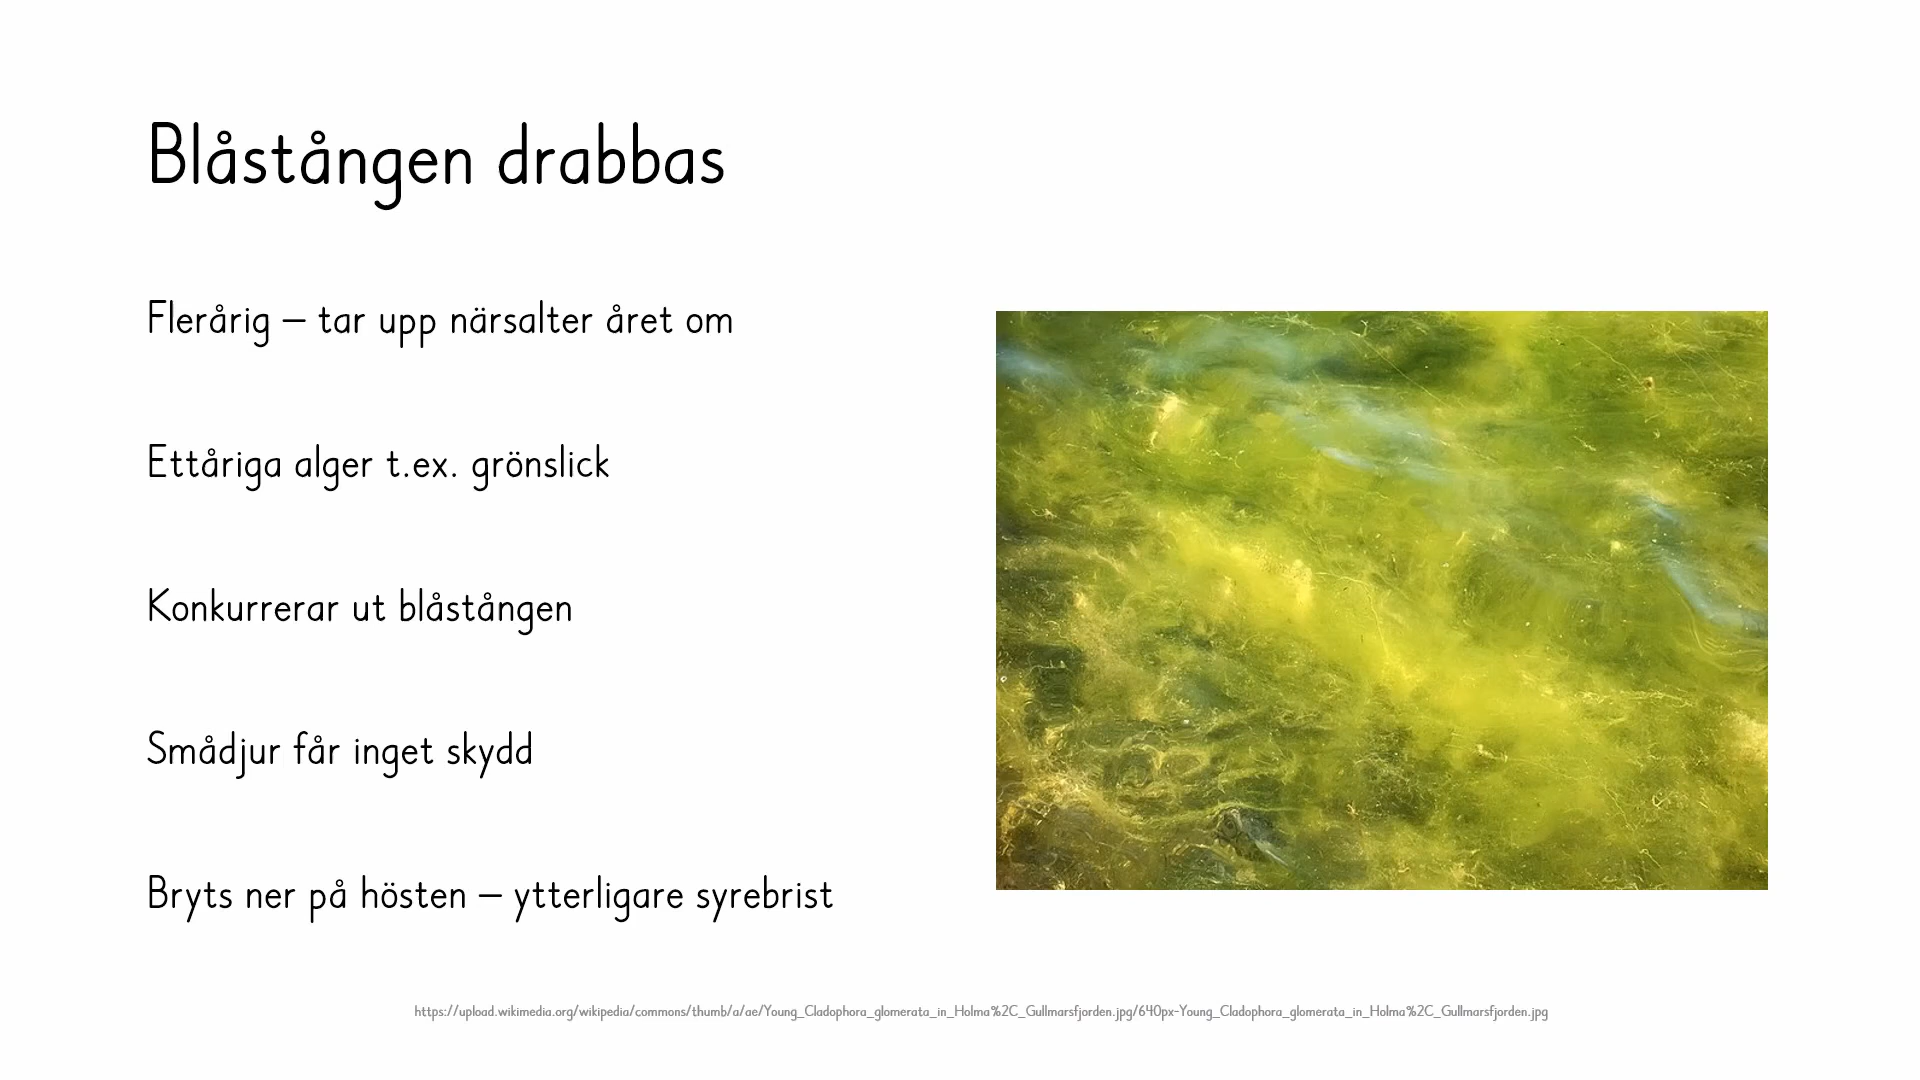 Blåstången drabbas
Flerårig – tar upp närsalter året om
Ettåriga alger t.ex. grönslick
Konkurrerar ut blåstången
Smådjur får inget skydd
Bryts ner på hösten – ytterligare syrebrist
https://upload.wikimedia.org/wikipedia/commons/thumb/a/ae/Young_Cladophora_glomerata_in_Holma%2C_Gullmarsfjorden.jpg/640px-Young_Cladophora_glomerata_in_Holma%2C_Gullmarsfjorden.jpg